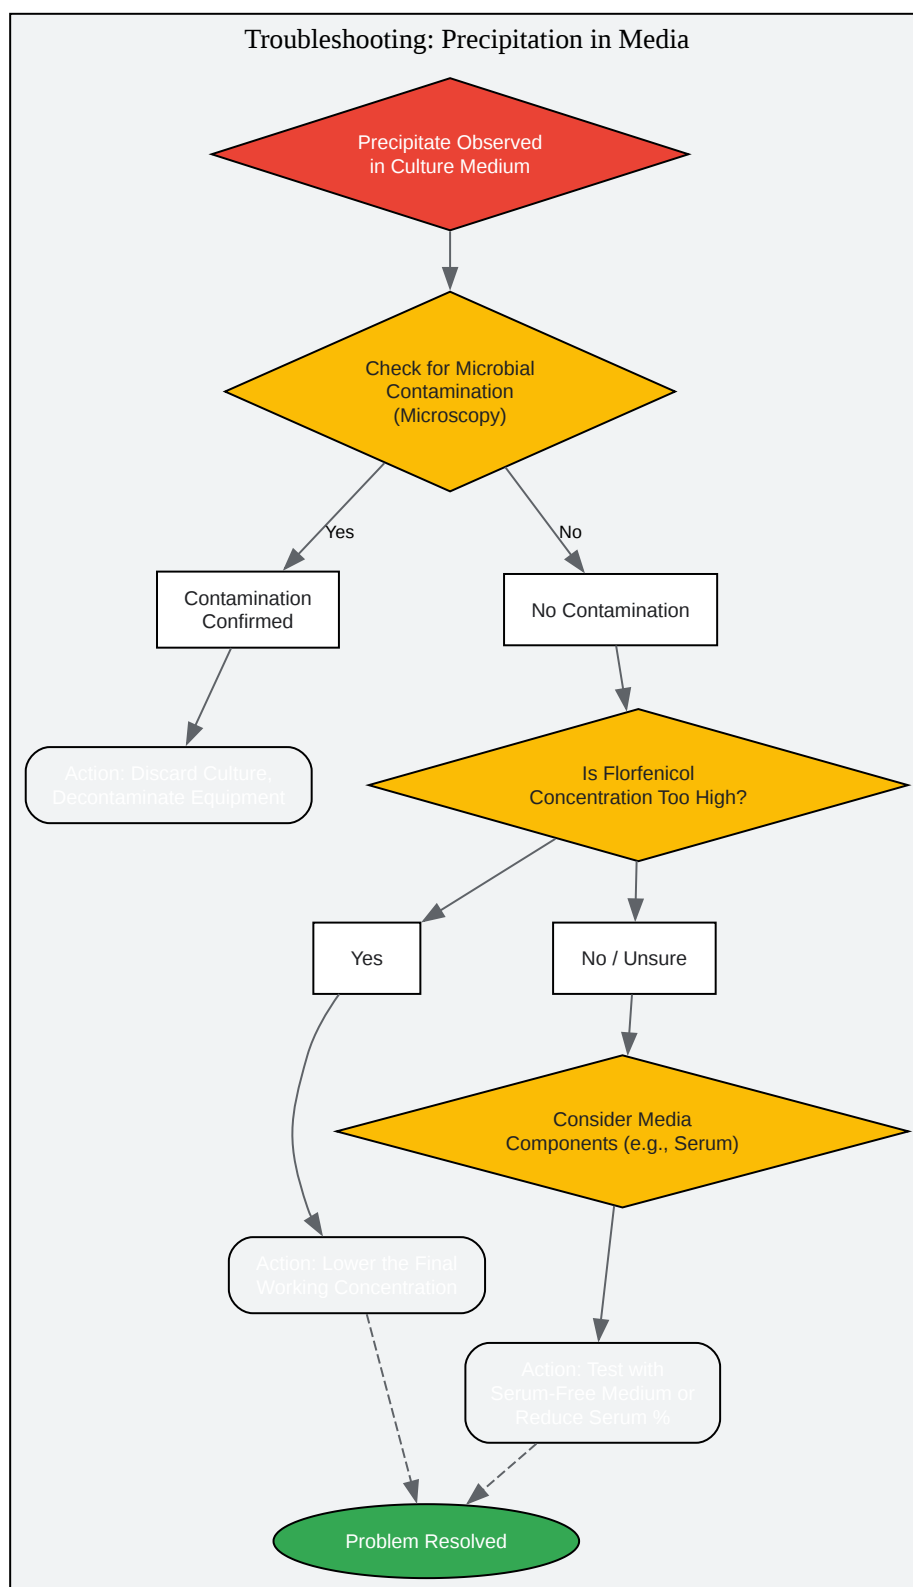 Troubleshooting: Precipitation in Media
Precipitate Observed
in Culture Medium
Check for Microbial
Contamination
(Microscopy)
Yes
No
Contamination
Confirmed
No Contamination
Action: Discard Culture,
Decontaminate Equipment
Is Florfenicol
Concentration Too High?
Yes
No / Unsure
Consider Media
Components (e.g., Serum)
Action: Lower the Final
Working Concentration
Action: Test with
Serum-Free Medium or
Reduce Serum %
Problem Resolved